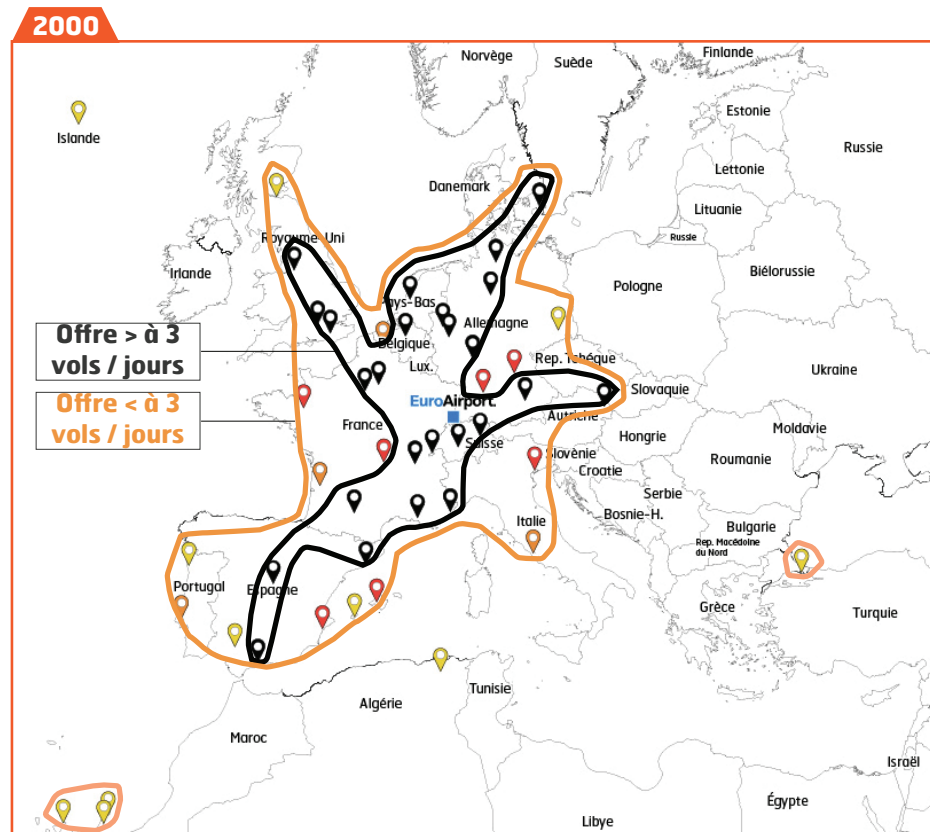 2000
Norvège
Suède
Finlande
Estonie
Russie
Islande
Lettonie
Danemark
Lituanie
Russie
Royaume-Uni
Irlande
Biélorussie
Pologne
Pays-Bas
Allemagne
Offre > à 3
vols / jours
Belgique
Rep. Tchéque
Lux.
Ukraine
Slovaquie
EuroAirport.
Offre < à 3
vols / jours
Autriche
France
Moldavie
Suisse
Hongrie
Slovènie
Roumanie
Croatie
Serbie
Bosnie-H.
Italie
Bulgarie
Rep. Macédoine
du Nord
Portugal
Espagne
Grèce
Turquie
Tunisie
Algérie
Maroc
Israël
Égypte
Libye